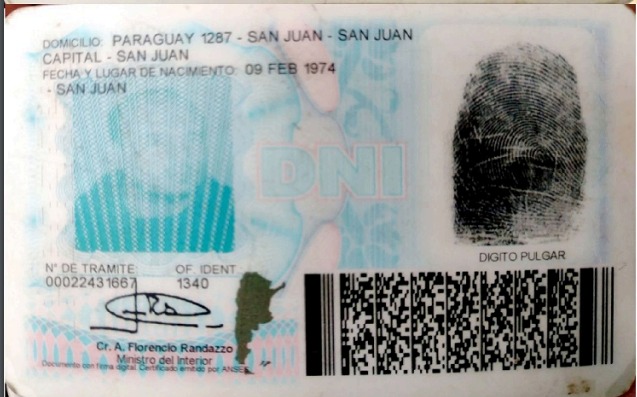 DOMICILIO: PARAGUAY 1287 - SAN JUAN - SAN JUAN
CAPITAL - SAN JUAN
FECHA Y LUGAR DE NACIMIENTO: 09 FEB 1974
- SAN JUAN
DNI
DIGITO PULGAR
N° DE TRAMITE: OF. IDENT
00022431667 1340
Cr. A. Florencio Randazzo
Ministro del Interior
Documento con firma digital. Certificado emitido por ANSES